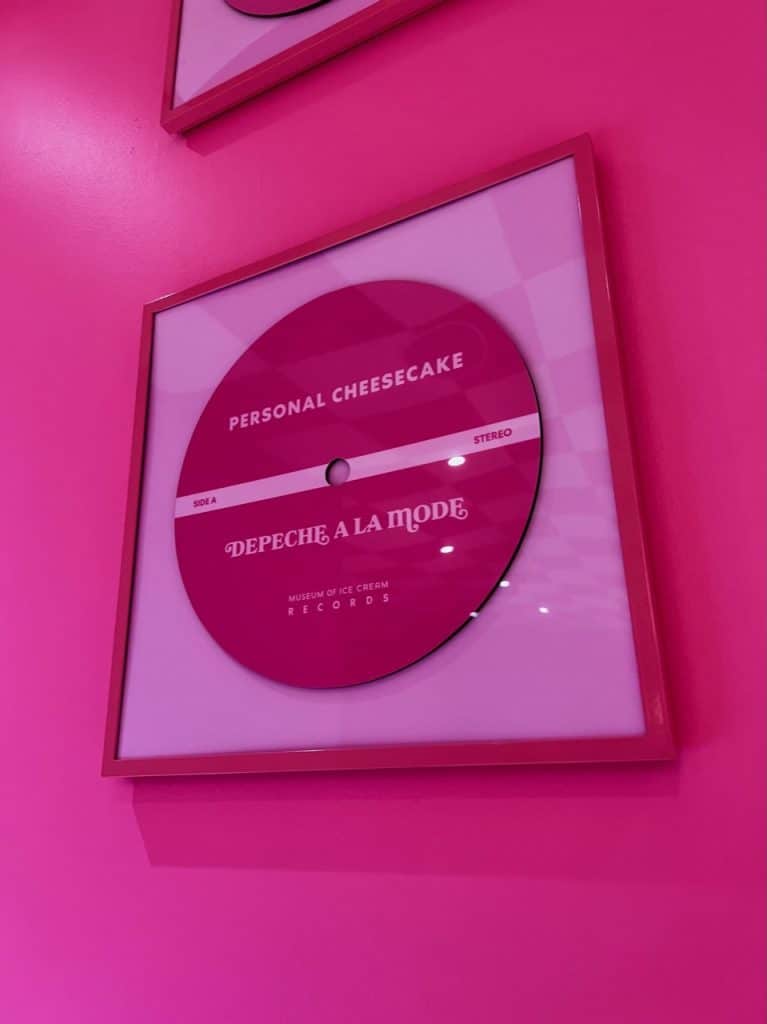 PERSONAL CHEESECAKE
SIDE A
STEREO
DEPECHE A LA MODE
MUSEUM OF ICE CREAM
RECORDS